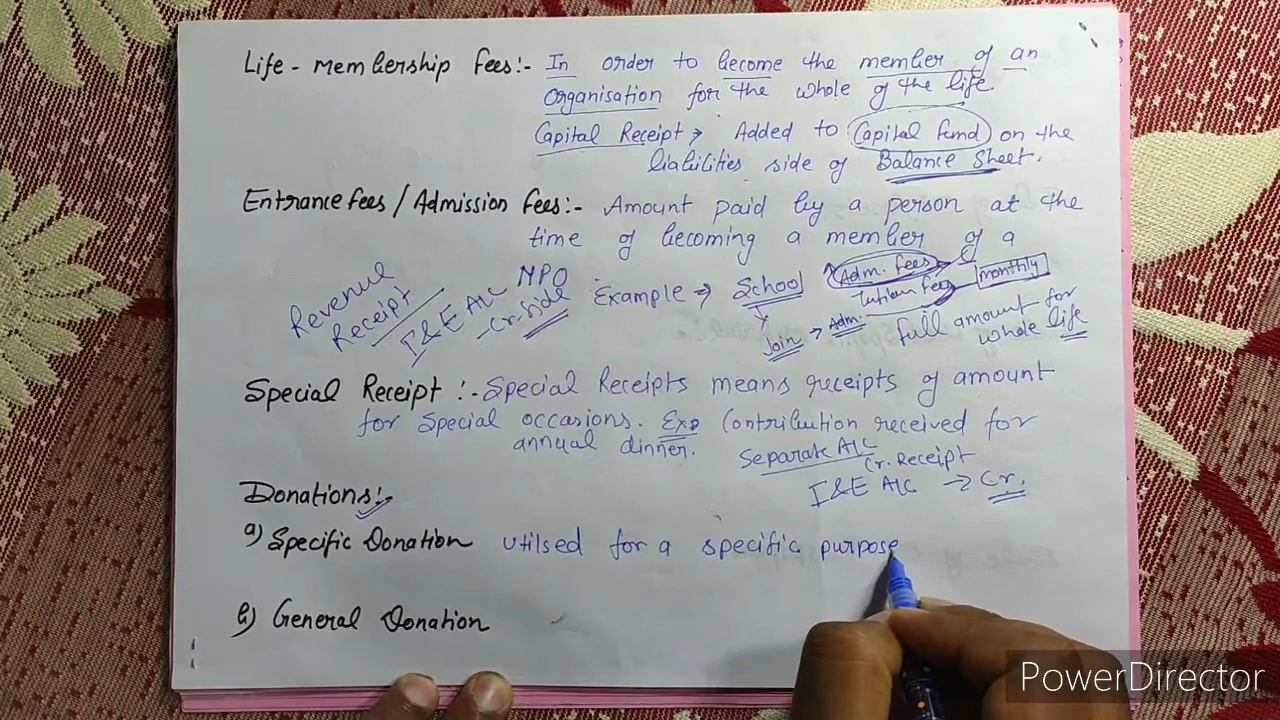 Life - membership fees:- In order to become the member of an
Organisation for the whole of the life.
Capital Receipt → Added to Capital Fund on the
liabilities side of Balance Sheet.
Entrance fees / Admission fees:- Amount paid by a person at the
time of becoming a member of a
NPO Example → School Adm. Fees
Tution Fees monthly
Join → Adm. full amount for
whole life
Revenue
Receipt
I&E A/C
- Cr. side
Special Receipt :- Special Receipts means receipts of amount
for special occasions. Ex → Contribution received for
annual dinner. Separate A/C
Cr. Receipt
I&E A/C → Cr.
Donations:-
a) Specific Donation utilsed for a specific purpose
b) General Donation
PowerDirector